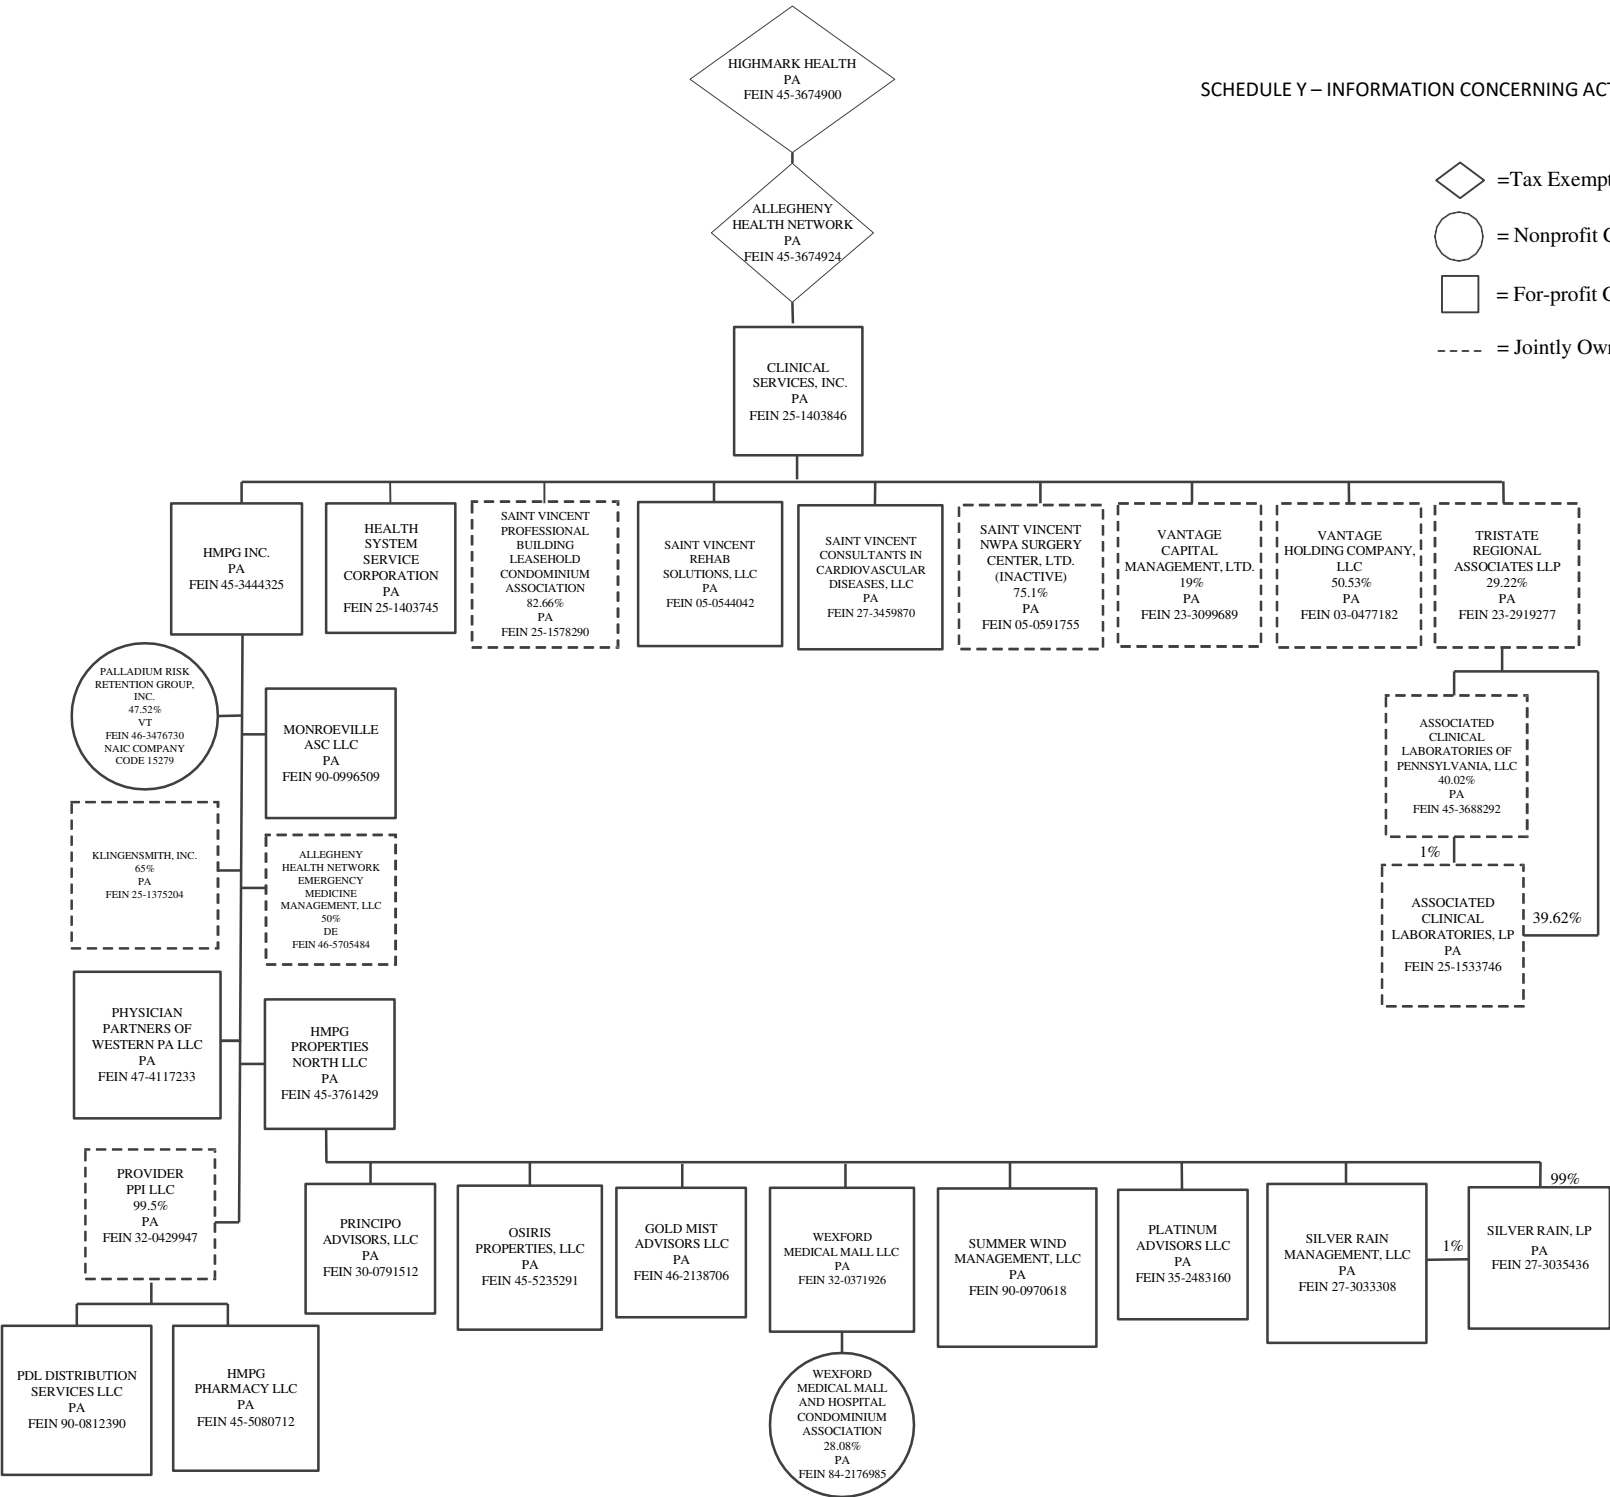 HIGHMARK HEALTH
PA
FEIN 45-3674900
SCHEDULE Y – INFORMATION CONCERNING ACT
=Tax Exempt
= Nonprofit C
= For-profit C
= Jointly Own
ALLEGHENY
HEALTH NETWORK
PA
FEIN 45-3674924
CLINICAL
SERVICES, INC.
PA
FEIN 25-1403846
HMPG INC.
PA
FEIN 45-3444325
HEALTH
SYSTEM
SERVICE
CORPORATION
PA
FEIN 25-1403745
SAINT VINCENT
PROFESSIONAL
BUILDING
LEASEHOLD
CONDOMINIUM
ASSOCIATION
82.66%
PA
FEIN 25-1578290
SAINT VINCENT
REHAB
SOLUTIONS, LLC
PA
FEIN 05-0544042
SAINT VINCENT
CONSULTANTS IN
CARDIOVASCULAR
DISEASES, LLC
PA
FEIN 27-3459870
SAINT VINCENT
NWPA SURGERY
CENTER, LTD.
(INACTIVE)
75.1%
PA
FEIN 05-0591755
VANTAGE
CAPITAL
MANAGEMENT, LTD.
19%
PA
FEIN 23-3099689
VANTAGE
HOLDING COMPANY,
LLC
50.53%
PA
FEIN 03-0477182
TRISTATE
REGIONAL
ASSOCIATES LLP
29.22%
PA
FEIN 23-2919277
PALLADIUM RISK
RETENTION GROUP,
INC.
47.52%
VT
FEIN 46-3476730
NAIC COMPANY
CODE 15279
MONROEVILLE
ASC LLC
PA
FEIN 90-0996509
ASSOCIATED
CLINICAL
LABORATORIES OF
PENNSYLVANIA, LLC
40.02%
PA
FEIN 45-3688292
1%
KLINGENSMITH, INC.
65%
PA
FEIN 25-1375204
ALLEGHENY
HEALTH NETWORK
EMERGENCY
MEDICINE
MANAGEMENT, LLC
50%
DE
FEIN 46-5705484
ASSOCIATED
CLINICAL
LABORATORIES, LP
PA
FEIN 25-1533746
39.62%
PHYSICIAN
PARTNERS OF
WESTERN PA LLC
PA
FEIN 47-4117233
HMPG
PROPERTIES
NORTH LLC
PA
FEIN 45-3761429
PROVIDER
PPI LLC
99.5%
PA
FEIN 32-0429947
PRINCIPO
ADVISORS, LLC
PA
FEIN 30-0791512
OSIRIS
PROPERTIES, LLC
PA
FEIN 45-5235291
GOLD MIST
ADVISORS LLC
PA
FEIN 46-2138706
WEXFORD
MEDICAL MALL LLC
PA
FEIN 32-0371926
SUMMER WIND
MANAGEMENT, LLC
PA
FEIN 90-0970618
PLATINUM
ADVISORS LLC
PA
FEIN 35-2483160
SILVER RAIN
MANAGEMENT, LLC
PA
FEIN 27-3033308
1%
99%
SILVER RAIN, LP
PA
FEIN 27-3035436
PDL DISTRIBUTION
SERVICES LLC
PA
FEIN 90-0812390
HMPG
PHARMACY LLC
PA
FEIN 45-5080712
WEXFORD
MEDICAL MALL
AND HOSPITAL
CONDOMINIUM
ASSOCIATION
28.08%
PA
FEIN 84-2176985